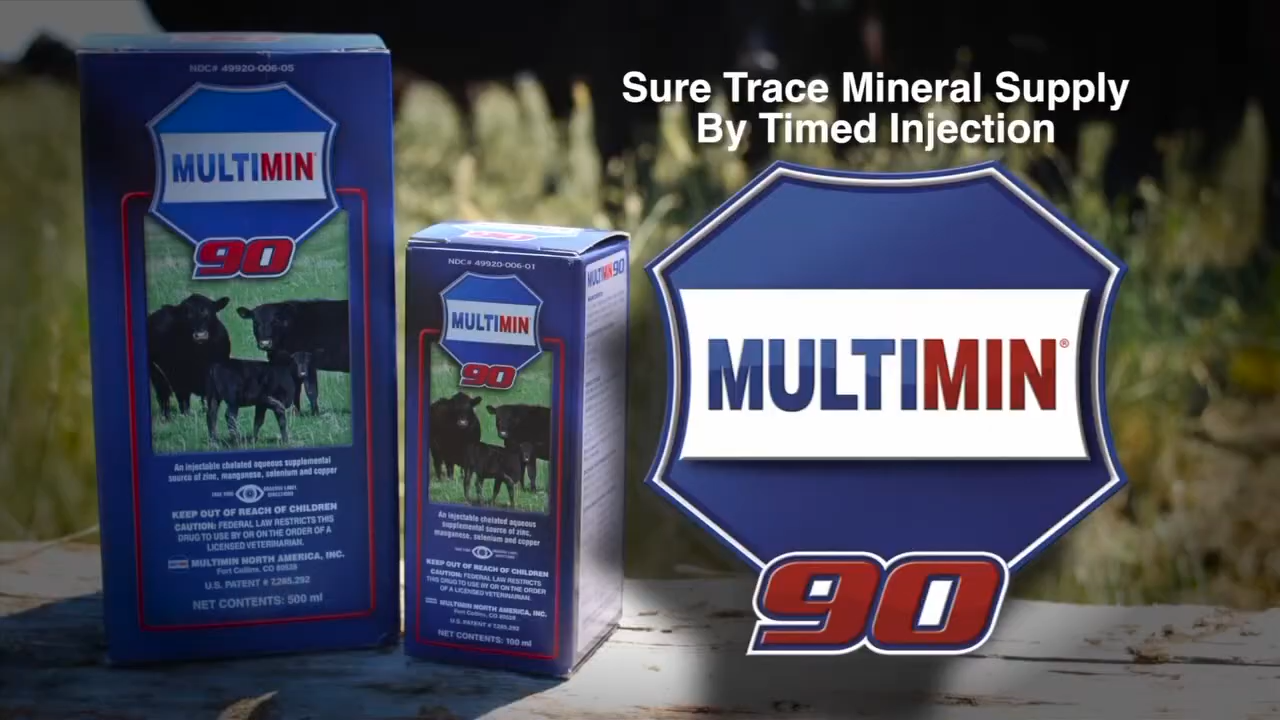 NDC# 49920-006-05
MULTIMIN
90
An injectable chelated aqueous supplemental
source of zinc, manganese, selenium and copper
KEEP OUT OF REACH OF CHILDREN
CAUTION: FEDERAL LAW RESTRICTS THIS
DRUG TO USE BY OR ON THE ORDER OF A
LICENSED VETERINARIAN.
MULTIMIN NORTH AMERICA, INC.
Fort Collins, CO 80528
NET CONTENTS: 500 ml
NDC# 49920-006-01
MULTIMIN
90
An injectable chelated aqueous
supplemental source of zinc,
manganese, selenium and copper
KEEP OUT OF REACH OF CHILDREN
CAUTION: FEDERAL LAW RESTRICTS
THIS DRUG TO USE BY OR ON THE ORDER
OF A LICENSED VETERINARIAN.
MULTIMIN NORTH AMERICA, INC.
Fort Collins, CO 80528
NET CONTENTS: 100 ml
MULTIMIN 90
Sure Trace Mineral Supply
By Timed Injection
MULTIMIN®
90